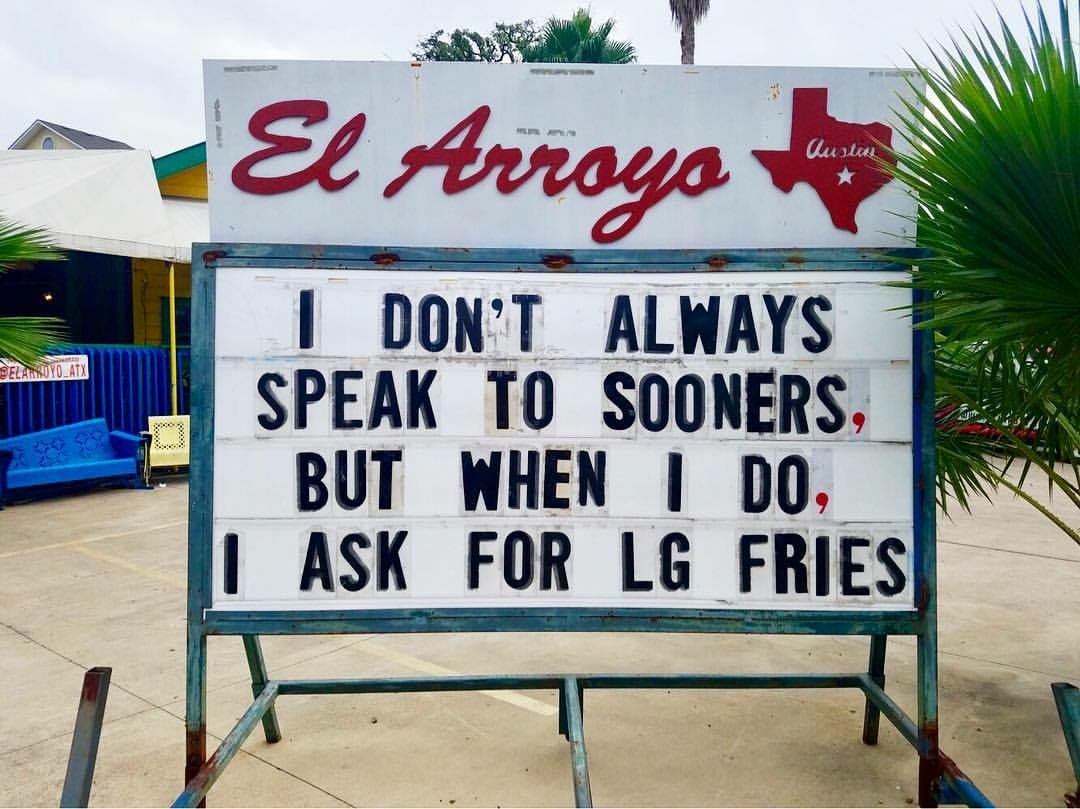 El Arroyo
Austin
I DON'T ALWAYS
SPEAK TO SOONERS,
BUT WHEN I DO,
I ASK FOR LG FRIES
@ELARROYO_ATX